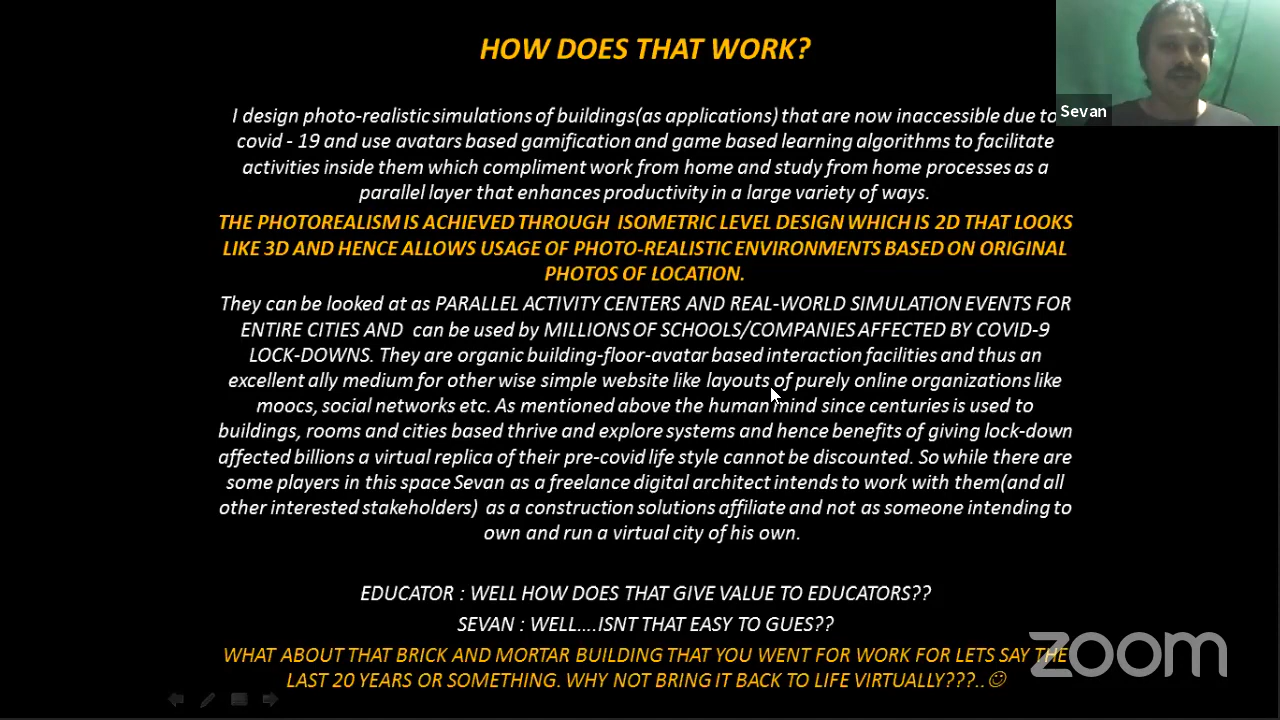 HOW DOES THAT WORK?
Sevan
I design photo-realistic simulations of buildings(as applications) that are now inaccessible due to
covid - 19 and use avatars based gamification and game based learning algorithms to facilitate
activities inside them which compliment work from home and study from home processes as a
parallel layer that enhances productivity in a large variety of ways.
THE PHOTOREALISM IS ACHIEVED THROUGH ISOMETRIC LEVEL DESIGN WHICH IS 2D THAT LOOKS
LIKE 3D AND HENCE ALLOWS USAGE OF PHOTO-REALISTIC ENVIRONMENTS BASED ON ORIGINAL
PHOTOS OF LOCATION.
They can be looked at as PARALLEL ACTIVITY CENTERS AND REAL-WORLD SIMULATION EVENTS FOR
ENTIRE CITIES AND can be used by MILLIONS OF SCHOOLS/COMPANIES AFFECTED BY COVID-9
LOCK-DOWNS. They are organic building-floor-avatar based interaction facilities and thus an
excellent ally medium for other wise simple website like layouts of purely online organizations like
moocs, social networks etc. As mentioned above the human mind since centuries is used to
buildings, rooms and cities based thrive and explore systems and hence benefits of giving lock-down
affected billions a virtual replica of their pre-covid life style cannot be discounted. So while there are
some players in this space Sevan as a freelance digital architect intends to work with them(and all
other interested stakeholders) as a construction solutions affiliate and not as someone intending to
own and run a virtual city of his own.
EDUCATOR : WELL HOW DOES THAT GIVE VALUE TO EDUCATORS??
SEVAN : WELL....ISNT THAT EASY TO GUES??
WHAT ABOUT THAT BRICK AND MORTAR BUILDING THAT YOU WENT FOR WORK FOR LETS SAY THE
LAST 20 YEARS OR SOMETHING. WHY NOT BRING IT BACK TO LIFE VIRTUALLY???..☺
zoom